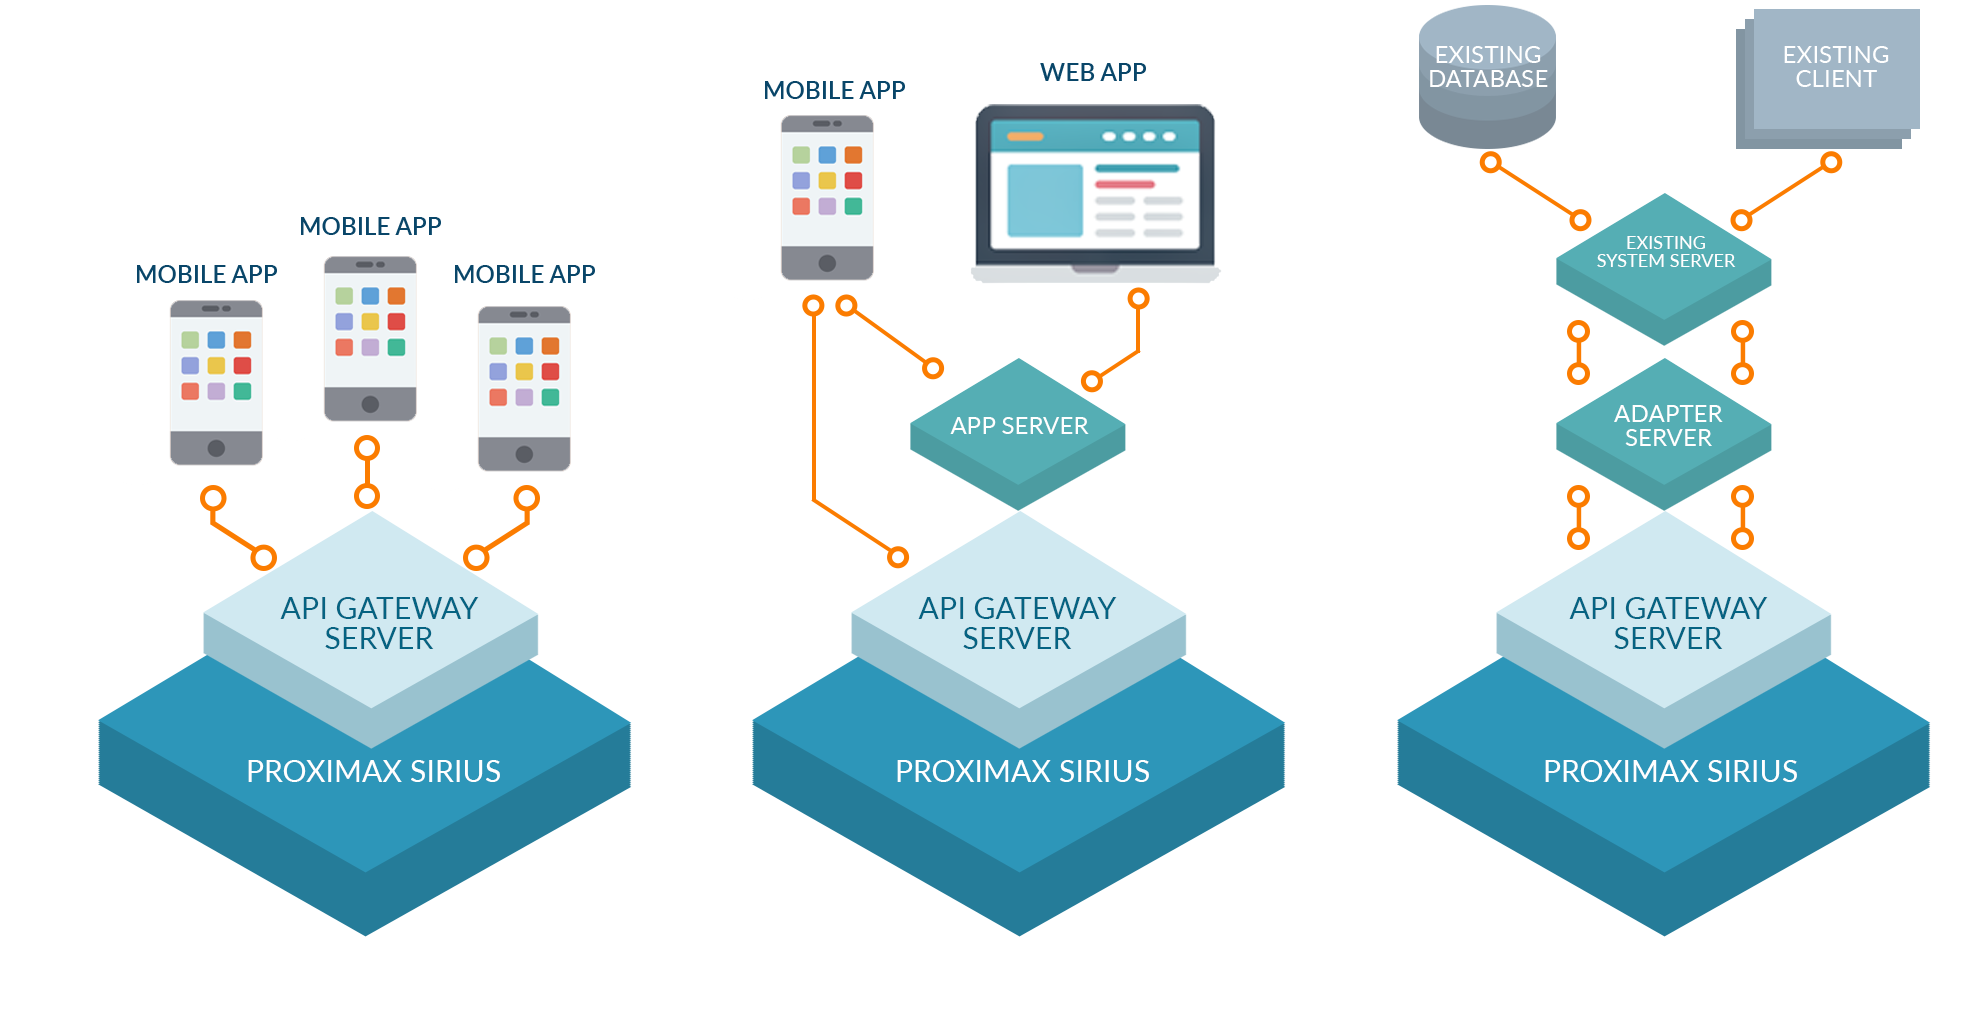 MOBILE APP
MOBILE APP
MOBILE APP
API GATEWAY
SERVER
PROXIMAX SIRIUS
MOBILE APP
WEB APP
APP SERVER
API GATEWAY
SERVER
PROXIMAX SIRIUS
EXISTING
DATABASE
EXISTING
CLIENT
EXISTING
SYSTEM SERVER
ADAPTER
SERVER
API GATEWAY
SERVER
PROXIMAX SIRIUS